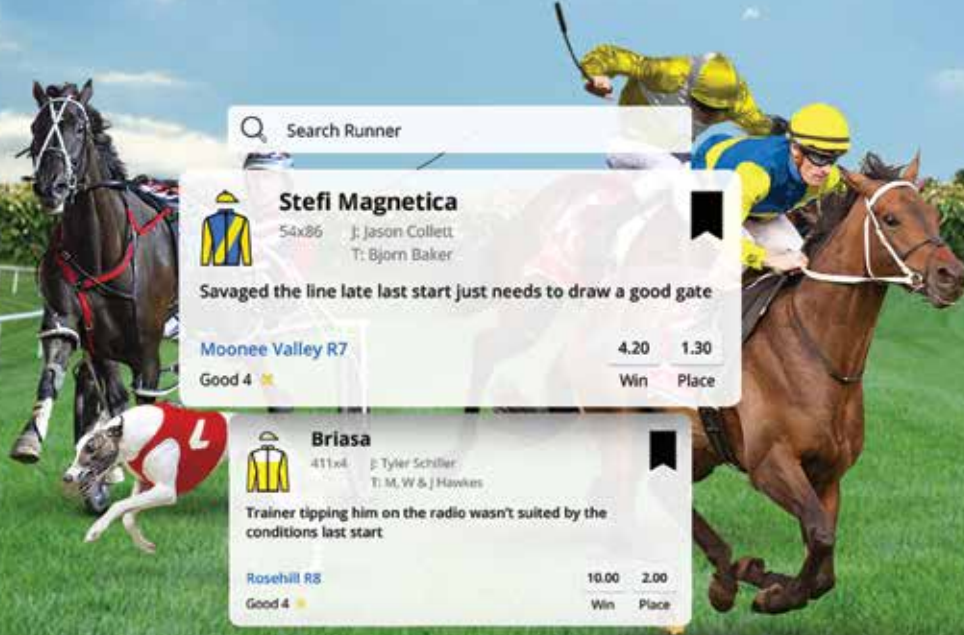 Search Runner
Stefi Magnetica
54x86 J: Jason Collett
T: Bjorn Baker
Savaged the line late last start just needs to draw a good gate
Moonee Valley R7 4.20 1.30
Good 4 Win Place
Briasa
411x4 J: Tyler Schiller
T: M, W & J Hawkes
Trainer tipping him on the radio wasn't suited by the
conditions last start
Rosehill R8 10.00 2.00
Good 4 Win Place